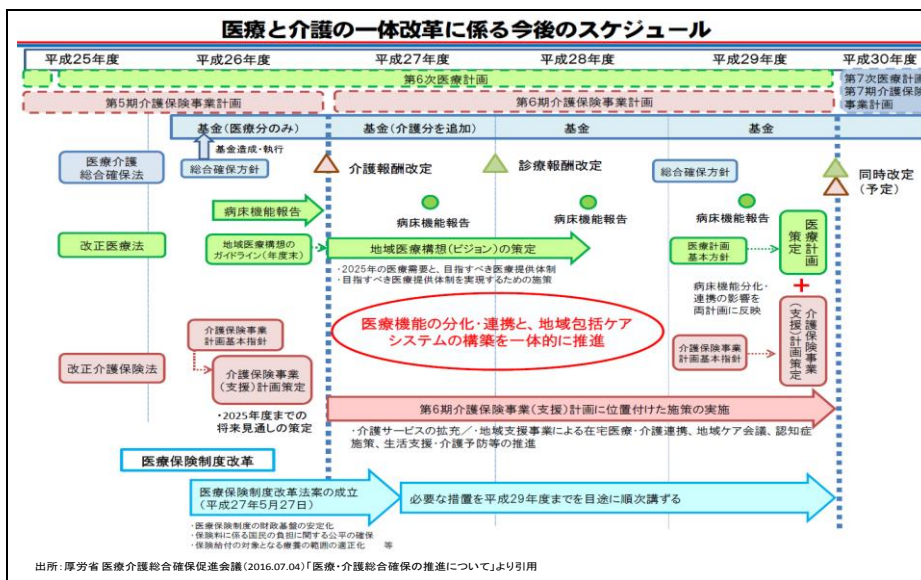 医療と介護の一体改革に係る今後のスケジュール
平成25年度
平成26年度
平成27年度
平成28年度
平成29年度
平成30年度
第6次医療計画
第7次医療計画
第7期介護保険
事業計画
第5期介護保険事業計画
第6期介護保険事業計画
基金(医療分のみ)
基金(介護分を追加)
基金
基金
基金造成・執行
医療介護
総合確保法
総合確保方針
介護報酬改定
診療報酬改定
総合確保方針
同時改定
(予定)
病床機能報告
病床機能報告
病床機能報告
病床機能報告
改正医療法
地域医療構想の
ガイドライン(年度末)
地域医療構想(ビジョン)の策定
・2025年の医療需要と、目指すべき医療提供体制
・目指すべき医療提供体制を実現するための施策
医療計画
基本方針
医療計画
策定
病床機能分化・
連携の影響を
両計画に反映
医療機能の分化・連携と、地域包括ケア
システムの構築を一体的に推進
介護保険事業
計画基本指針
介護保険事業
(支援)計画策定
改正介護保険法
介護保険事業
(支援)計画策定
・2025年度までの
将来見通しの策定
介護保険事業
計画基本指針
第6期介護保険事業(支援)計画に位置付けた施策の実施
・介護サービスの拡充/・地域支援事業による在宅医療・介護連携、地域ケア会議、認知症
施策、生活支援・介護予防等の推進
医療保険制度改革
医療保険制度改革法案の成立
(平成27年5月27日)
必要な措置を平成29年度までを目途に順次講ずる
・医療保険制度の財政基盤の安定化
・保険料に係る国民の負担に関する公平の確保
・保険給付の対象となる療養の範囲の適正化 等
出所:厚労省 医療介護総合確保促進会議(2016.07.04)「医療・介護総合確保の推進について」より引用